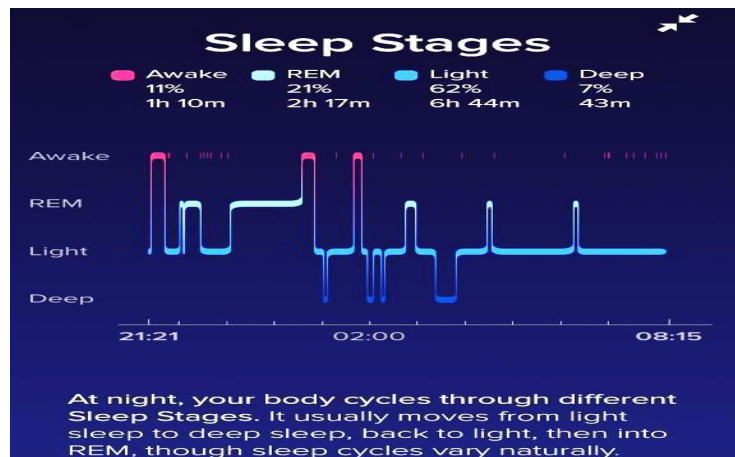 Sleep Stages
Awake REM Light Deep
11% 21% 62% 7%
1h 10m 2h 17m 6h 44m 43m
Awake
REM
Light
Deep
21:21 02:00 08:15
At night, your body cycles through different
Sleep Stages. It usually moves from light
sleep to deep sleep, back to light, then into
REM, though sleep cycles vary naturally.